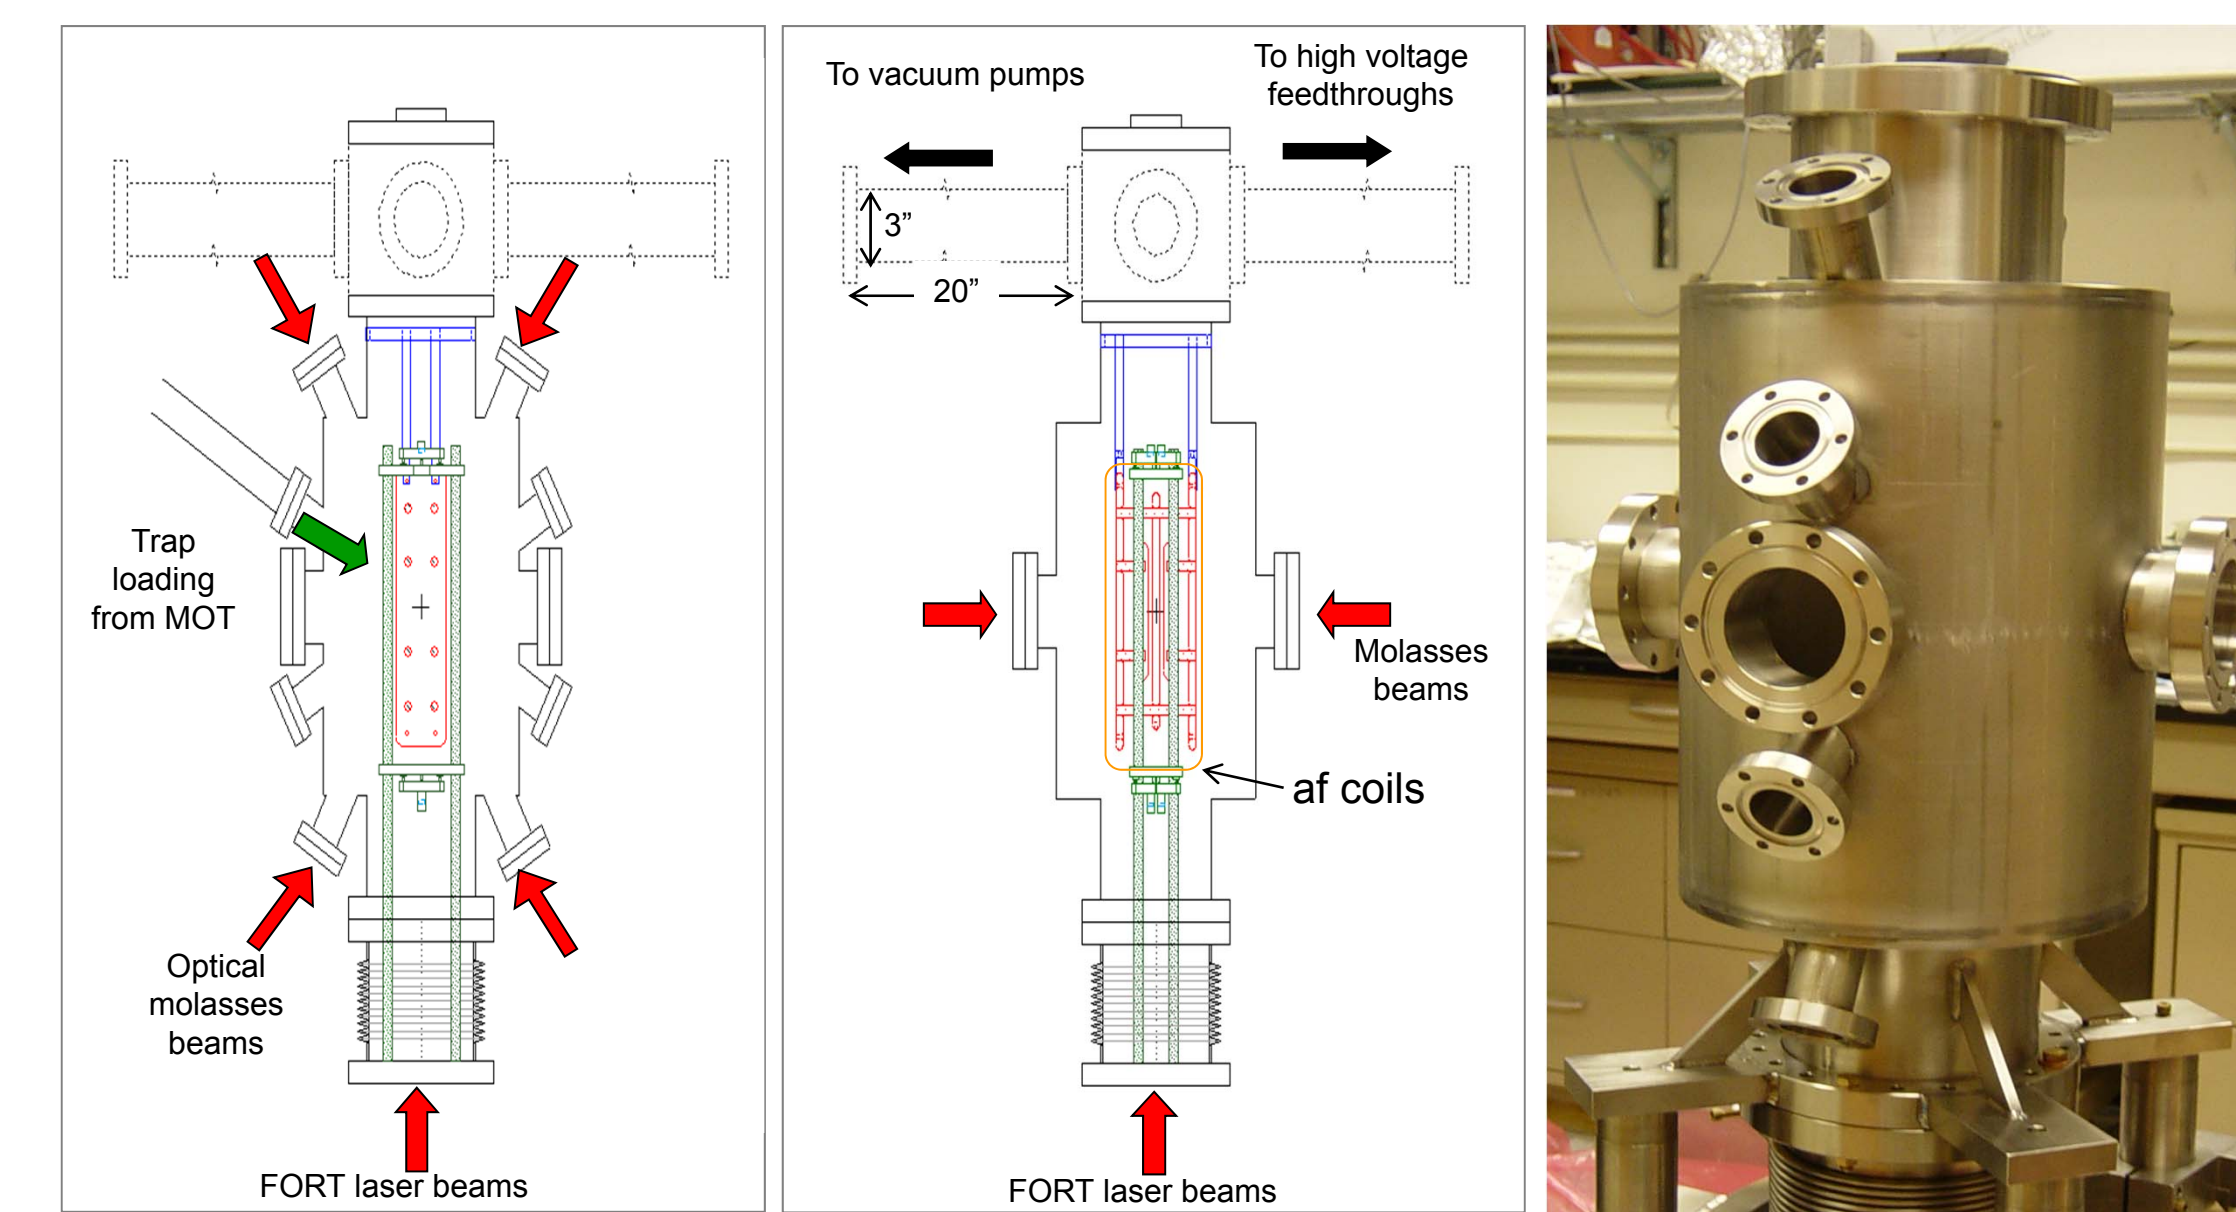 Trap
loading
from MOT
Optical
molasses
beams
FORT laser beams
To vacuum pumps
To high voltage
feedthroughs
3”
20”
Molasses
beams
af coils
FORT laser beams